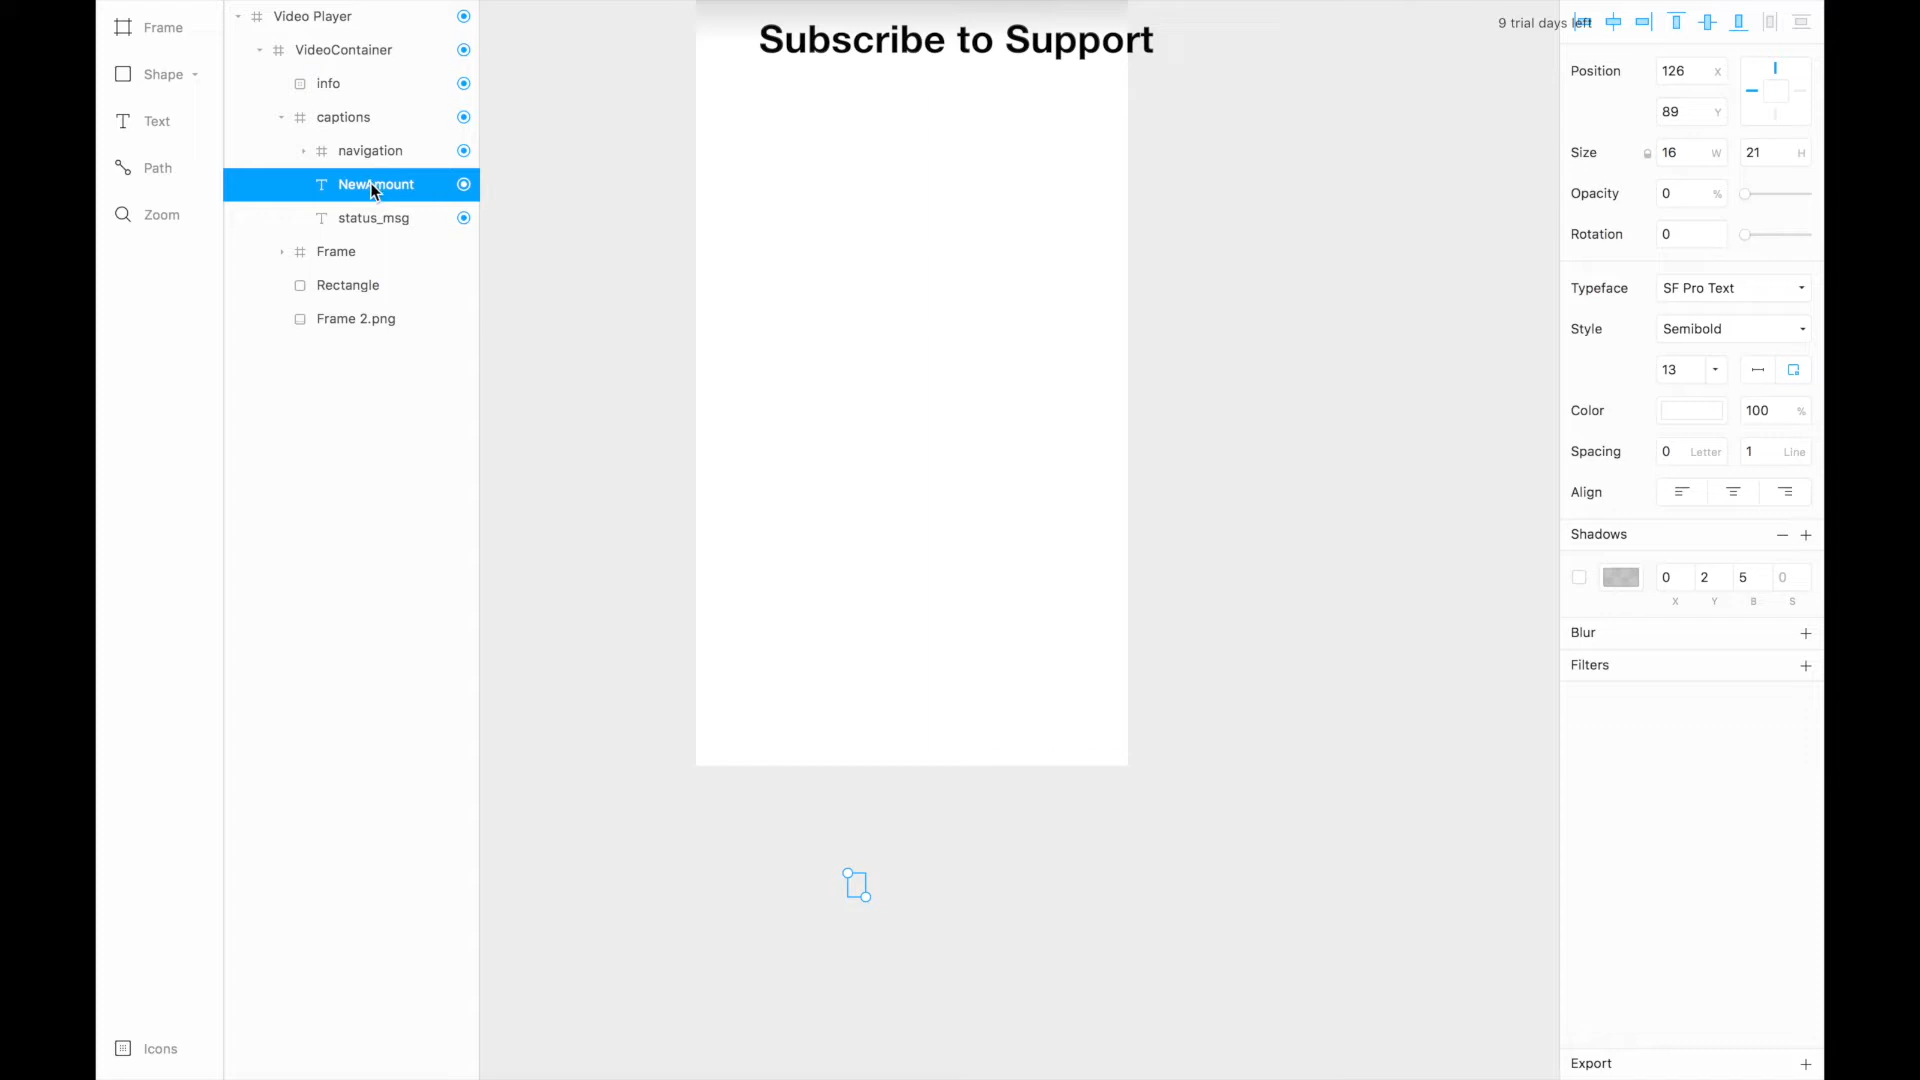 Frame
Shape
Text
Path
Zoom
Icons
Video Player
VideoContainer
info
captions
navigation
NewAmount
status_msg
Frame
Rectangle
Frame 2.png
Subscribe to Support
9 trial days left
Position 126 X
89 Y
Size 16 W 21 H
Opacity 0 %
Rotation 0
Typeface SF Pro Text
Style Semibold
13
Color 100 %
Spacing 0 Letter 1 Line
Align
Shadows
0 2 5 0
X Y B S
Blur
Filters
Export